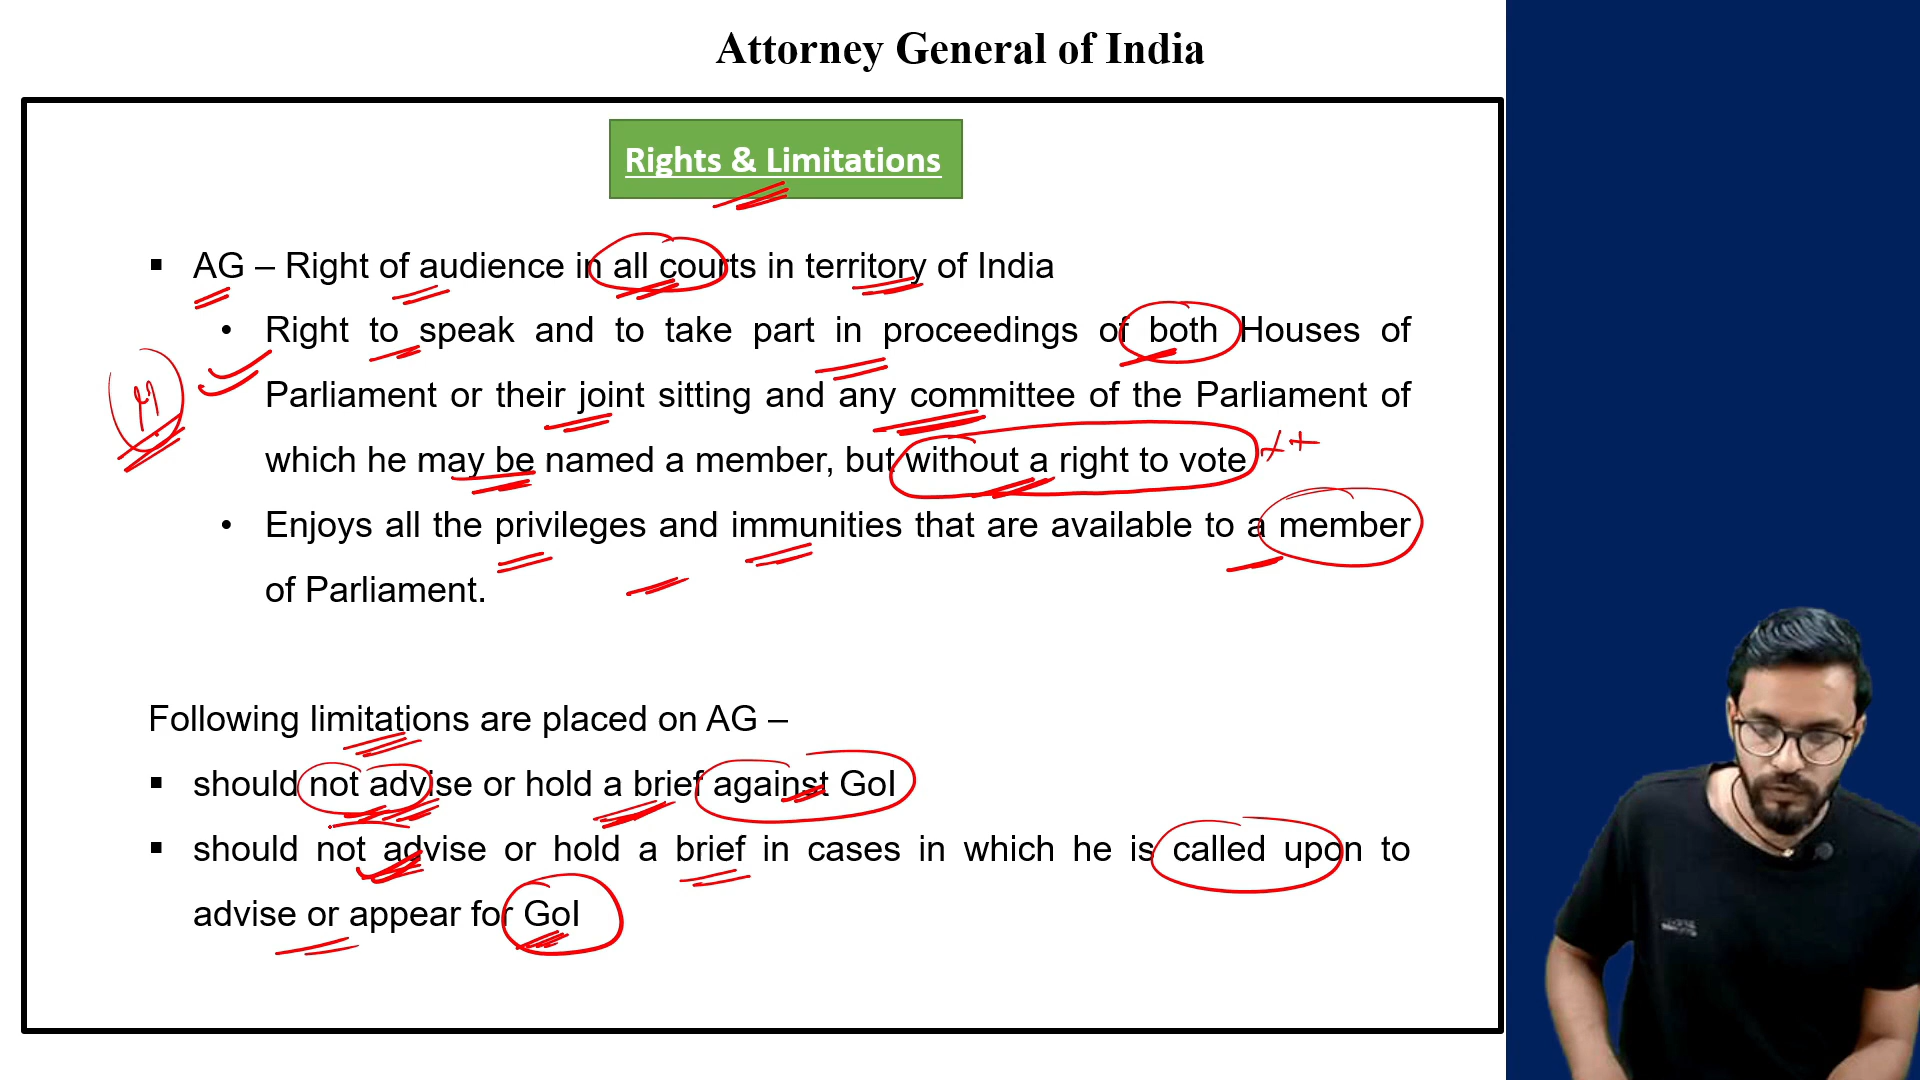 Attorney General of India
Rights & Limitations
▪ AG – Right of audience in all courts in territory of India
• Right to speak and to take part in proceedings of both Houses of
Parliament or their joint sitting and any committee of the Parliament of
which he may be named a member, but without a right to vote
• Enjoys all the privileges and immunities that are available to a member
of Parliament.
Following limitations are placed on AG –
▪ should not advise or hold a brief against GoI
▪ should not advise or hold a brief in cases in which he is called upon to
advise or appear for GoI